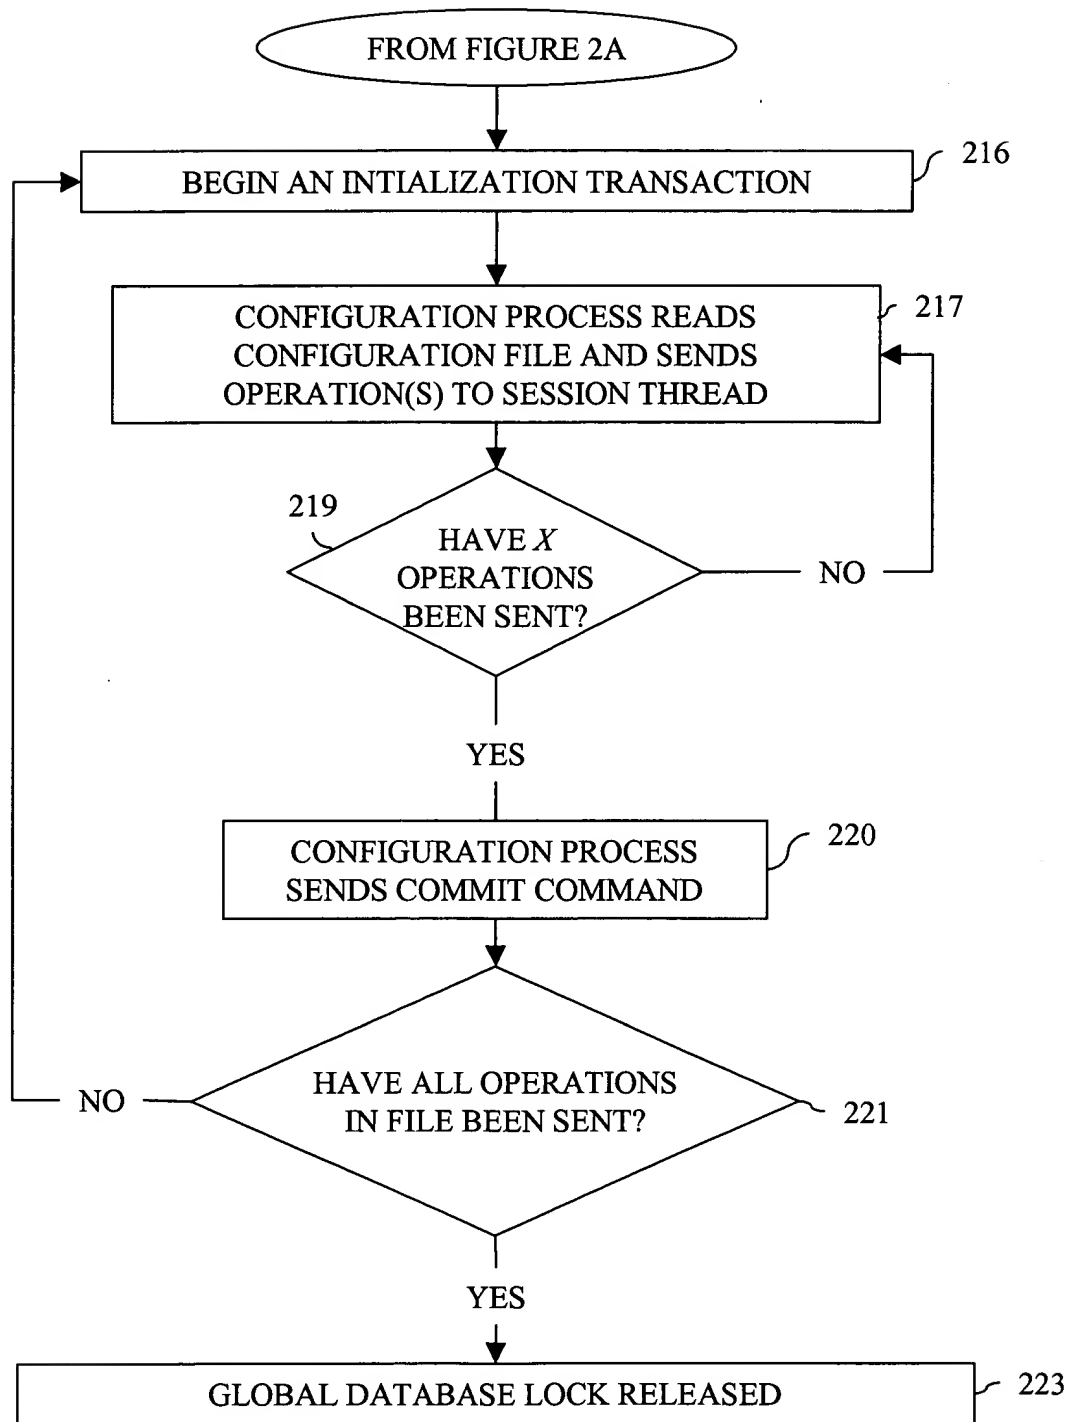 FROM FIGURE 2A
216
BEGIN AN INTIALIZATION TRANSACTION
217
CONFIGURATION PROCESS READS
CONFIGURATION FILE AND SENDS
OPERATION(S) TO SESSION THREAD
219
HAVE X
OPERATIONS
BEEN SENT?
NO
YES
220
CONFIGURATION PROCESS
SENDS COMMIT COMMAND
HAVE ALL OPERATIONS
IN FILE BEEN SENT?
NO
221
YES
GLOBAL DATABASE LOCK RELEASED
223